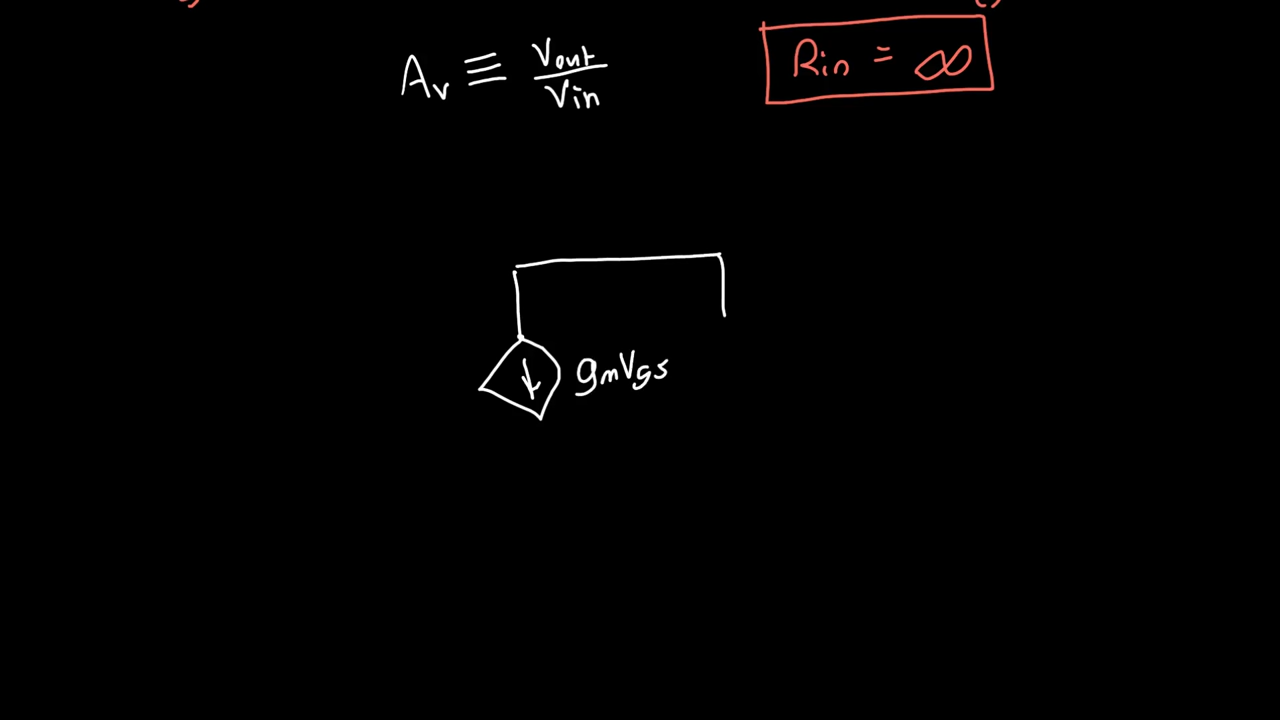 Av ≡ Vout/Vin
Rin = ∞
gmVgs